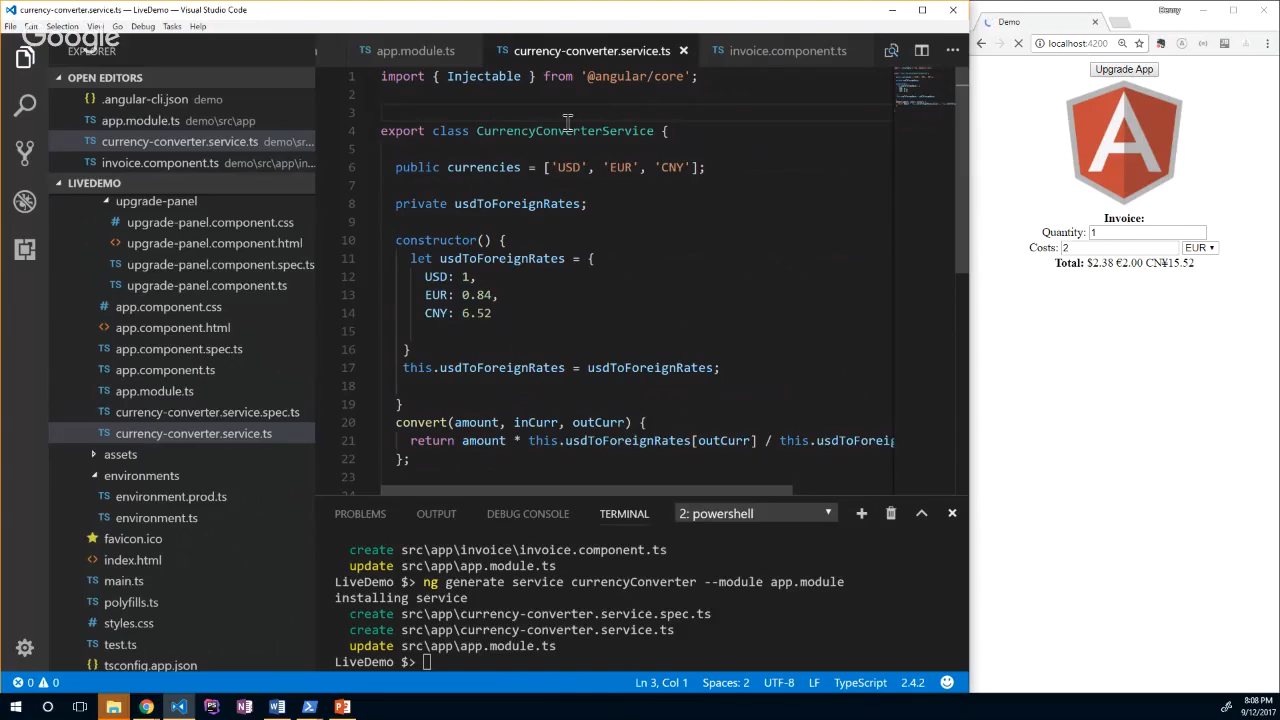 currency-converter.service.ts — LiveDemo — Visual Studio Code
File Edit Selection View Go Debug Tasks Help
Google
EXPLORER
app.module.ts
currency-converter.service.ts
invoice.component.ts
OPEN EDITORS
{} .angular-cli.json demo
TS app.module.ts demo\src\app
TS currency-converter.service.ts demo\sr...
TS invoice.component.ts demo\src\app\in...
LIVEDEMO
upgrade-panel
# upgrade-panel.component.css
<> upgrade-panel.component.html
TS upgrade-panel.component.spec.ts
TS upgrade-panel.component.ts
# app.component.css
<> app.component.html
TS app.component.spec.ts
TS app.component.ts
TS app.module.ts
TS currency-converter.service.spec.ts
TS currency-converter.service.ts
assets
environments
TS environment.prod.ts
TS environment.ts
favicon.ico
<> index.html
TS main.ts
TS polyfills.ts
# styles.css
TS test.ts
TS tsconfig.app.json
1 import { Injectable } from '@angular/core';
2
3
4 export class CurrencyConverterService {
5
6 public currencies = ['USD', 'EUR', 'CNY'];
7
8 private usdToForeignRates;
9
10 constructor() {
11 let usdToForeignRates = {
12 USD: 1,
13 EUR: 0.84,
14 CNY: 6.52
15
16 }
17 this.usdToForeignRates = usdToForeignRates;
18
19 }
20 convert(amount, inCurr, outCurr) {
21 return amount * this.usdToForeignRates[outCurr] / this.usdToForeig
22 };
23
PROBLEMS OUTPUT DEBUG CONSOLE TERMINAL 2: powershell
create src\app\invoice\invoice.component.ts
update src\app\app.module.ts
LiveDemo $> ng generate service currencyConverter --module app.module
installing service
create src\app\currency-converter.service.spec.ts
create src\app\currency-converter.service.ts
update src\app\app.module.ts
LiveDemo $>
0 0 Ln 3, Col 1 Spaces: 2 UTF-8 LF TypeScript 2.4.2
Denny
Demo
localhost:4200
Upgrade App
A
Invoice:
Quantity: 1
Costs: 2 EUR
Total: $2.38 €2.00 CN¥15.52
8:08 PM
9/12/2017